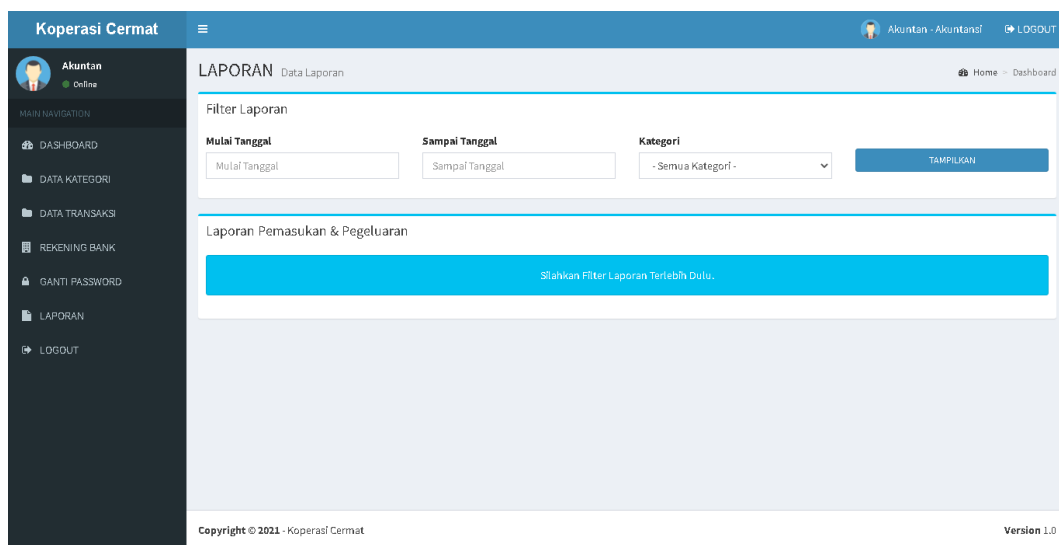 Koperasi Cermat
Akuntan - Akuntansi LOGOUT
Akuntan
Online
MAIN NAVIGATION
DASHBOARD
DATA KATEGORI
DATA TRANSAKSI
REKENING BANK
GANTI PASSWORD
LAPORAN
LOGOUT
LAPORAN Data Laporan
Home > Dashboard
Filter Laporan
Mulai Tanggal Sampai Tanggal Kategori
Mulai Tanggal Sampai Tanggal - Semua Kategori - TAMPILKAN
Laporan Pemasukan & Pegeluaran
Silahkan Filter Laporan Terlebih Dulu.
Copyright © 2021 - Koperasi Cermat Version 1.0